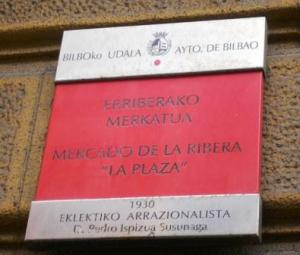 BILBOko UDALA AYTO. DE BILBAO
ERRIBERAKO
MERKATUA
MERCADO DE LA RIBERA
"LA PLAZA"
1930
EKLEKTIKO ARRAZIONALISTA
D. Pedro Ispizua Susunaga